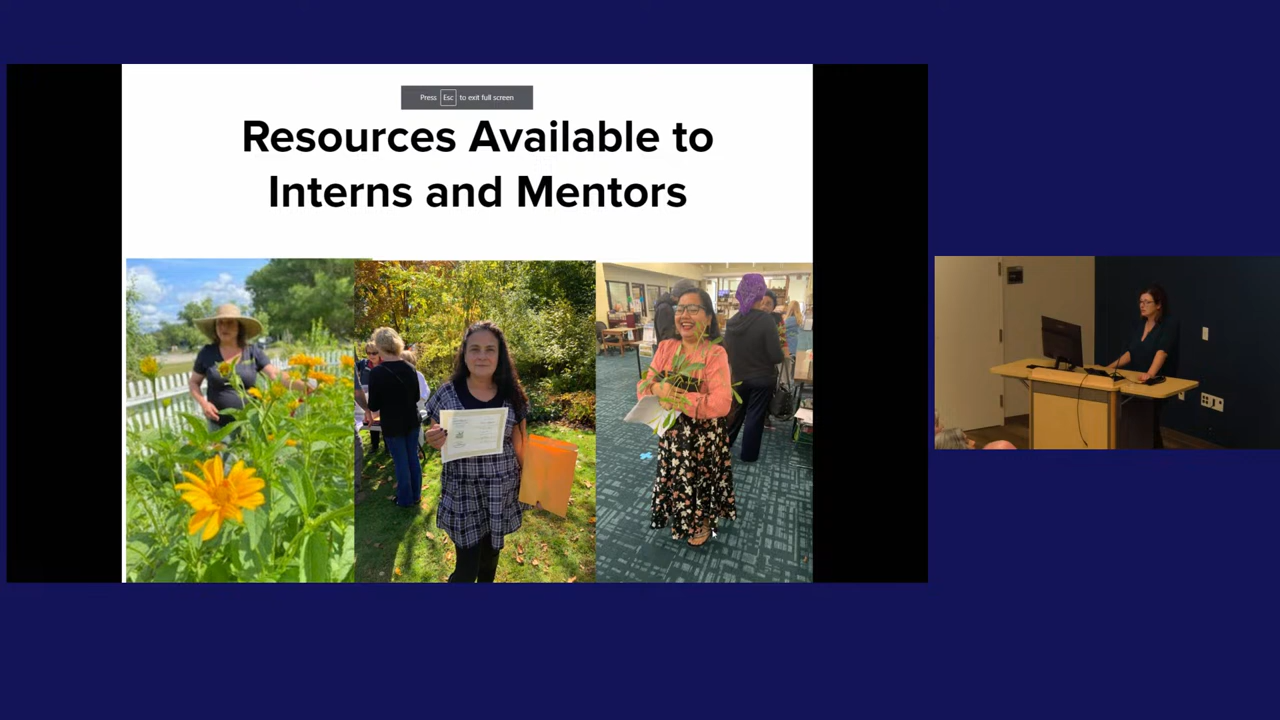 Press Esc to exit full screen
Resources Available to
Interns and Mentors